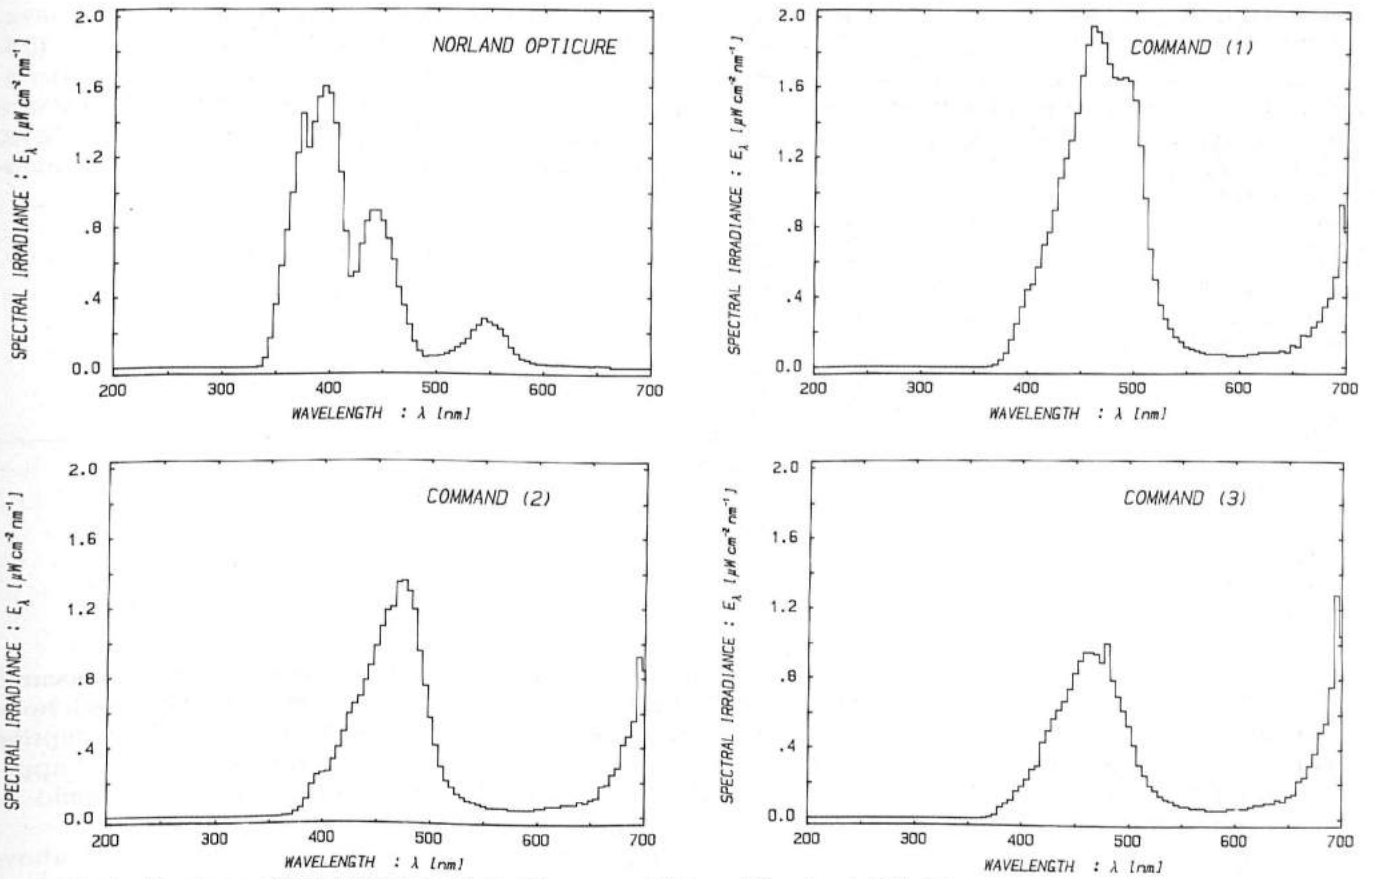 NORLAND OPTICURE
SPECTRAL IRRADIANCE : Eλ [μW cm⁻² nm⁻¹]
2.0
1.6
1.2
.8
.4
0.0
200 300 400 500 600 700
WAVELENGTH : λ [nm]
COMMAND (1)
SPECTRAL IRRADIANCE : Eλ [μW cm⁻² nm⁻¹]
2.0
1.6
1.2
.8
.4
0.0
200 300 400 500 600 700
WAVELENGTH : λ [nm]
COMMAND (2)
SPECTRAL IRRADIANCE : Eλ [μW cm⁻² nm⁻¹]
2.0
1.6
1.2
.8
.4
0.0
200 300 400 500 600 700
WAVELENGTH : λ [nm]
COMMAND (3)
SPECTRAL IRRADIANCE : Eλ [μW cm⁻² nm⁻¹]
2.0
1.6
1.2
.8
.4
0.0
200 300 400 500 600 700
WAVELENGTH : λ [nm]